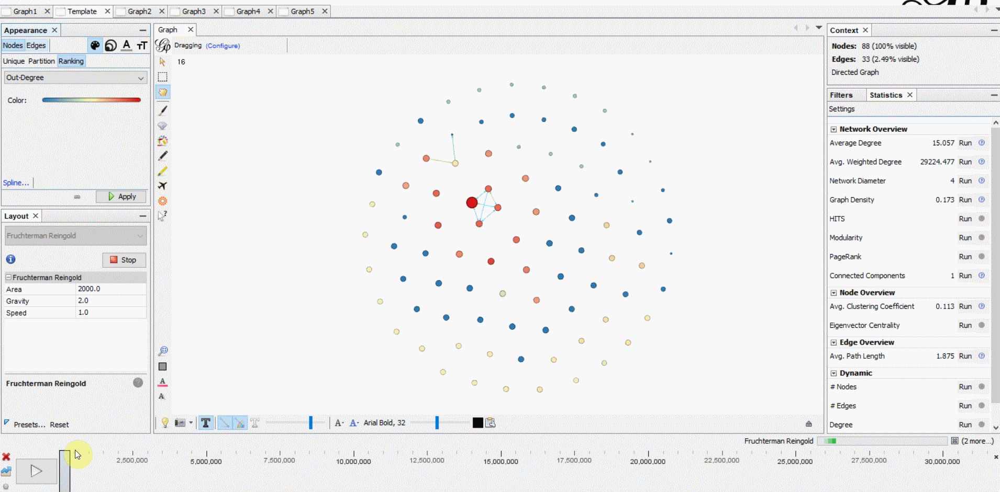 Graph1 Template Graph2 Graph3 Graph4 Graph5
Appearance
Nodes Edges A TT
Unique Partition Ranking
Out-Degree
Color:
Spline...
Apply
Layout
Fruchterman Reingold
Stop
Fruchterman Reingold
Area 2000.0
Gravity 2.0
Speed 1.0
Fruchterman Reingold
Presets... Reset
Graph
Dragging (Configure)
16
A
A
T T A- A- Arial Bold, 32
Context
Nodes: 88 (100% visible)
Edges: 33 (2.49% visible)
Directed Graph
Filters Statistics
Settings
Network Overview
Average Degree 15.057 Run
Avg. Weighted Degree 29224.477 Run
Network Diameter 4 Run
Graph Density 0.173 Run
HITS Run
Modularity Run
PageRank Run
Connected Components 1 Run
Node Overview
Avg. Clustering Coefficient 0.113 Run
Eigenvector Centrality Run
Edge Overview
Avg. Path Length 1.875 Run
Dynamic
# Nodes Run
# Edges Run
Degree Run
Fruchterman Reingold (2 more...)
2,500,000 5,000,000 7,500,000 10,000,000 12,500,000 15,000,000 17,500,000 20,000,000 22,500,000 25,000,000 27,500,000 30,000,000